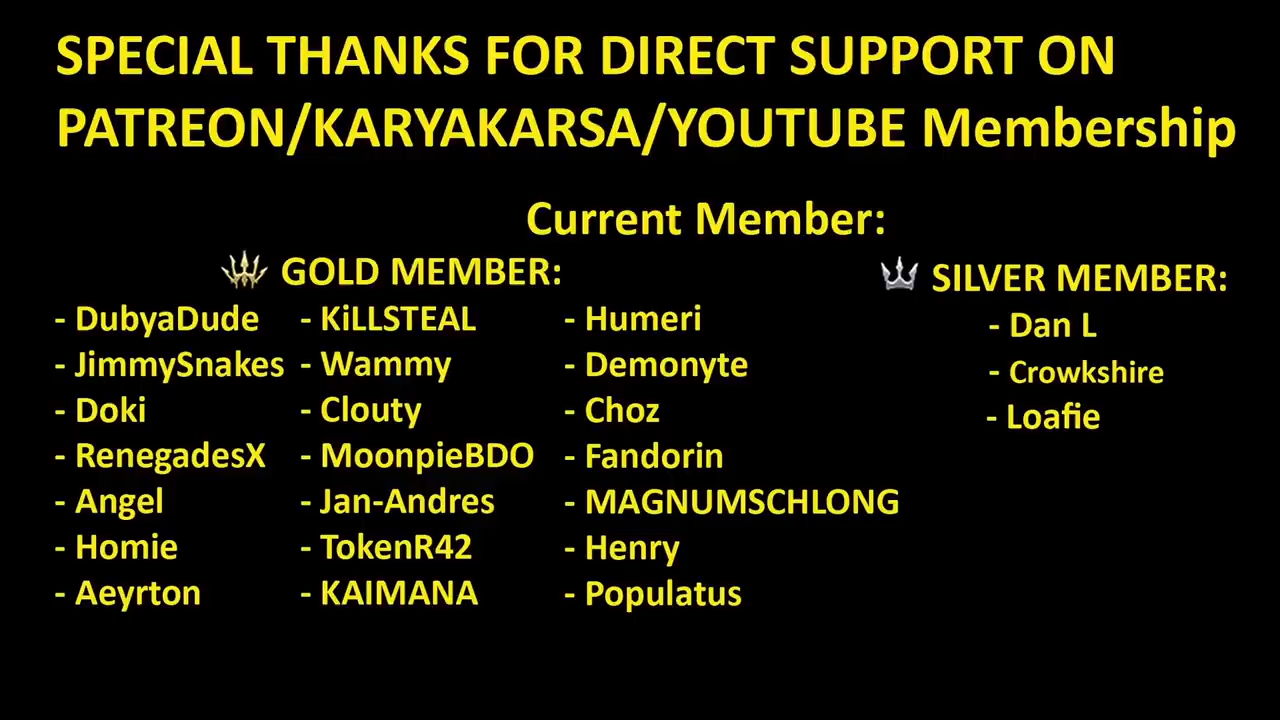 SPECIAL THANKS FOR DIRECT SUPPORT ON
PATREON/KARYAKARSA/YOUTUBE Membership
Current Member:
GOLD MEMBER:
- DubyaDude
- JimmySnakes
- Doki
- RenegadesX
- Angel
- Homie
- Aeyrton
- KiLLSTEAL
- Wammy
- Clouty
- MoonpieBDO
- Jan-Andres
- TokenR42
- KAIMANA
- Humeri
- Demonyte
- Choz
- Fandorin
- MAGNUMSCHLONG
- Henry
- Populatus
SILVER MEMBER:
- Dan L
- Crowkshire
- Loafie